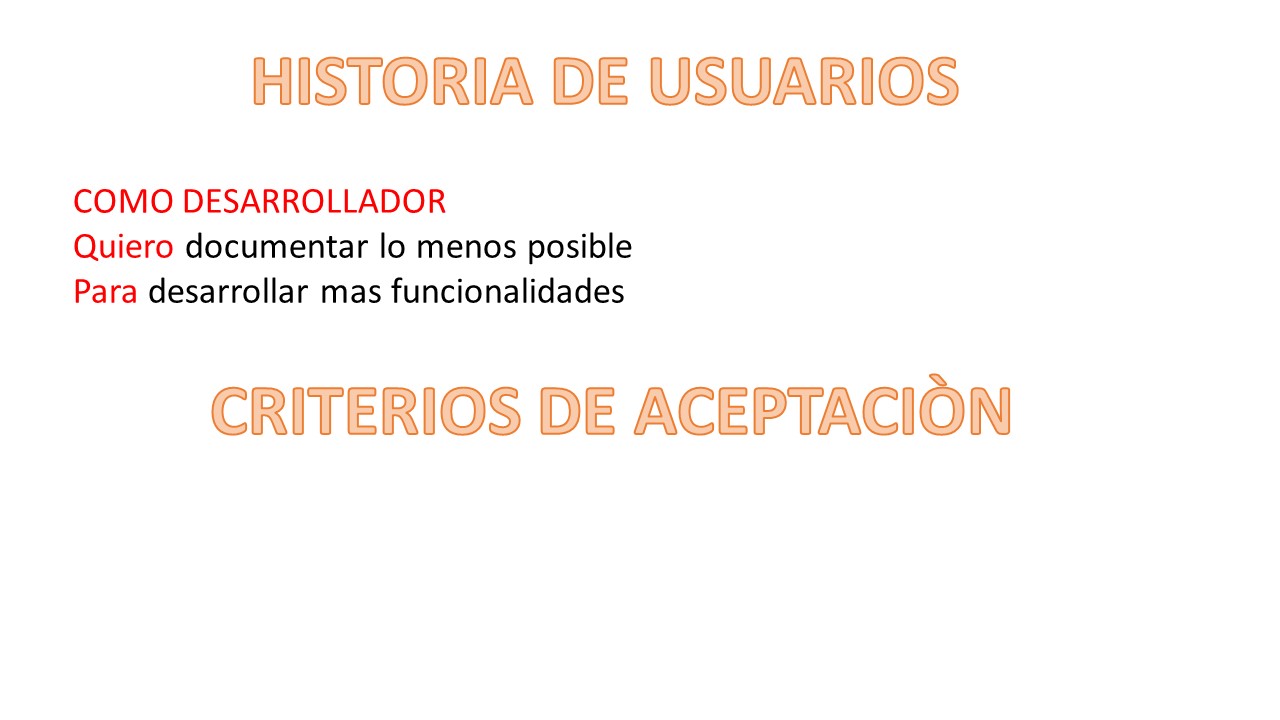 HISTORIA DE USUARIOS
COMO DESARROLLADOR
Quiero documentar lo menos posible
Para desarrollar mas funcionalidades
CRITERIOS DE ACEPTACIÒN